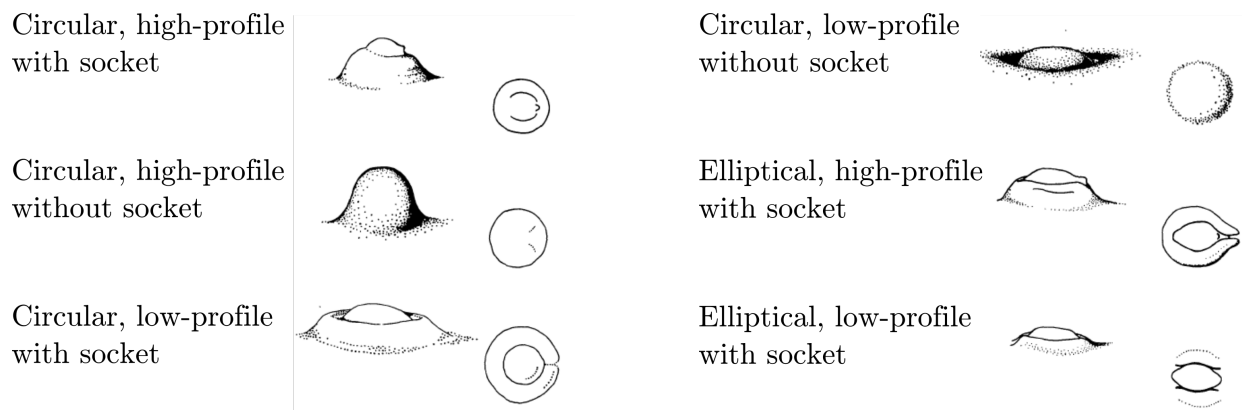 Circular, high-profile
with socket
Circular, high-profile
without socket
Circular, low-profile
with socket
Circular, low-profile
without socket
Elliptical, high-profile
with socket
Elliptical, low-profile
with socket